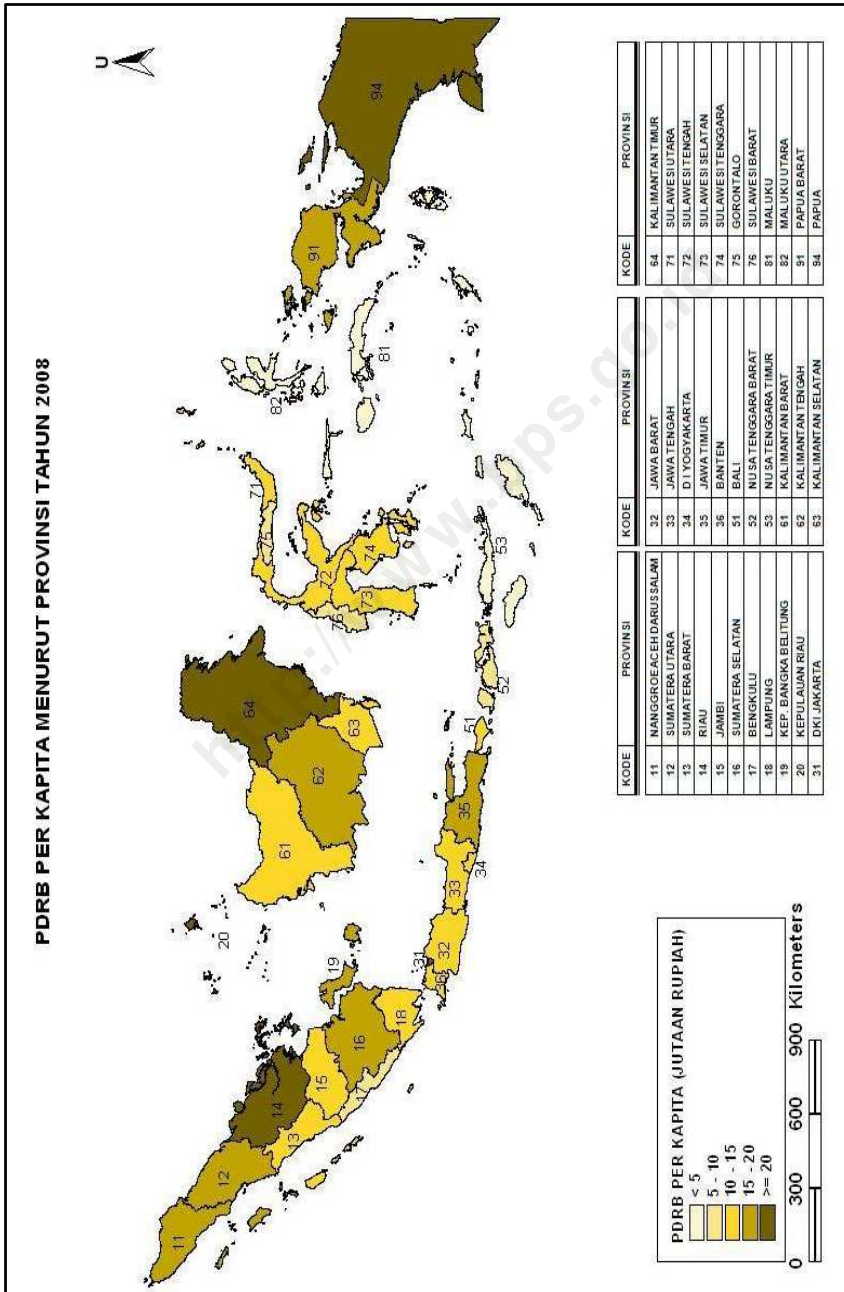 PDRB PER KAPITA MENURUT PROVINSI TAHUN 2008
U
11
12
13
14
15
16
17
18
19
20
31
32
33
34
35
36
51
52
53
61
62
63
64
71
72
73
74
75
76
81
82
91
94
PDRB PER KAPITA (JUTAAN RUPIAH)
< 5
5 - 10
10 - 15
15 - 20
>= 20
0 300 600 900 Kilometers
KODE PROVINSI
11 NANGGROE ACEH DARUSSALAM
12 SUMATERA UTARA
13 SUMATERA BARAT
14 RIAU
15 JAMBI
16 SUMATERA SELATAN
17 BENGKULU
18 LAMPUNG
19 KEP. BANGKA BELITUNG
20 KEPULAUAN RIAU
31 DKI JAKARTA
KODE PROVINSI
32 JAWA BARAT
33 JAWA TENGAH
34 D I YOGYAKARTA
35 JAWA TIMUR
36 BANTEN
51 BALI
52 NUSA TENGGARA BARAT
53 NUSA TENGGARA TIMUR
61 KALIMANTAN BARAT
62 KALIMANTAN TENGAH
63 KALIMANTAN SELATAN
KODE PROVINSI
64 KALIMANTAN TIMUR
71 SULAWESI UTARA
72 SULAWESI TENGAH
73 SULAWESI SELATAN
74 SULAWESI TENGGARA
75 GORONTALO
76 SULAWESI BARAT
81 MALUKU
82 MALUKU UTARA
91 PAPUA BARAT
94 PAPUA
http://www.bps.go.id